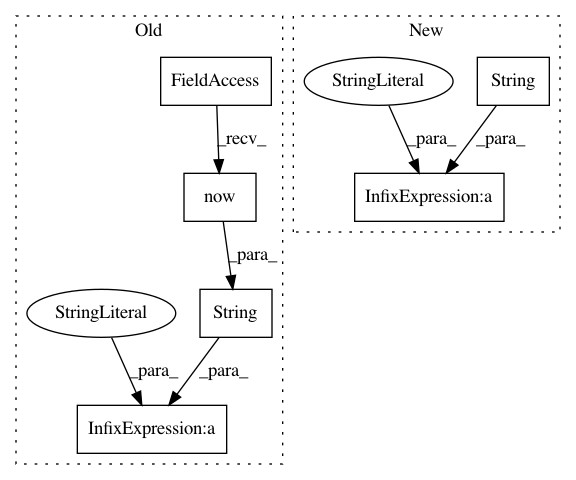 Old
New
FieldAccess
StringLiteral
String
_recv_
_para_
_para_
now
InfixExpression:a
_para_
StringLiteral
String
_para_
_para_
InfixExpression:a